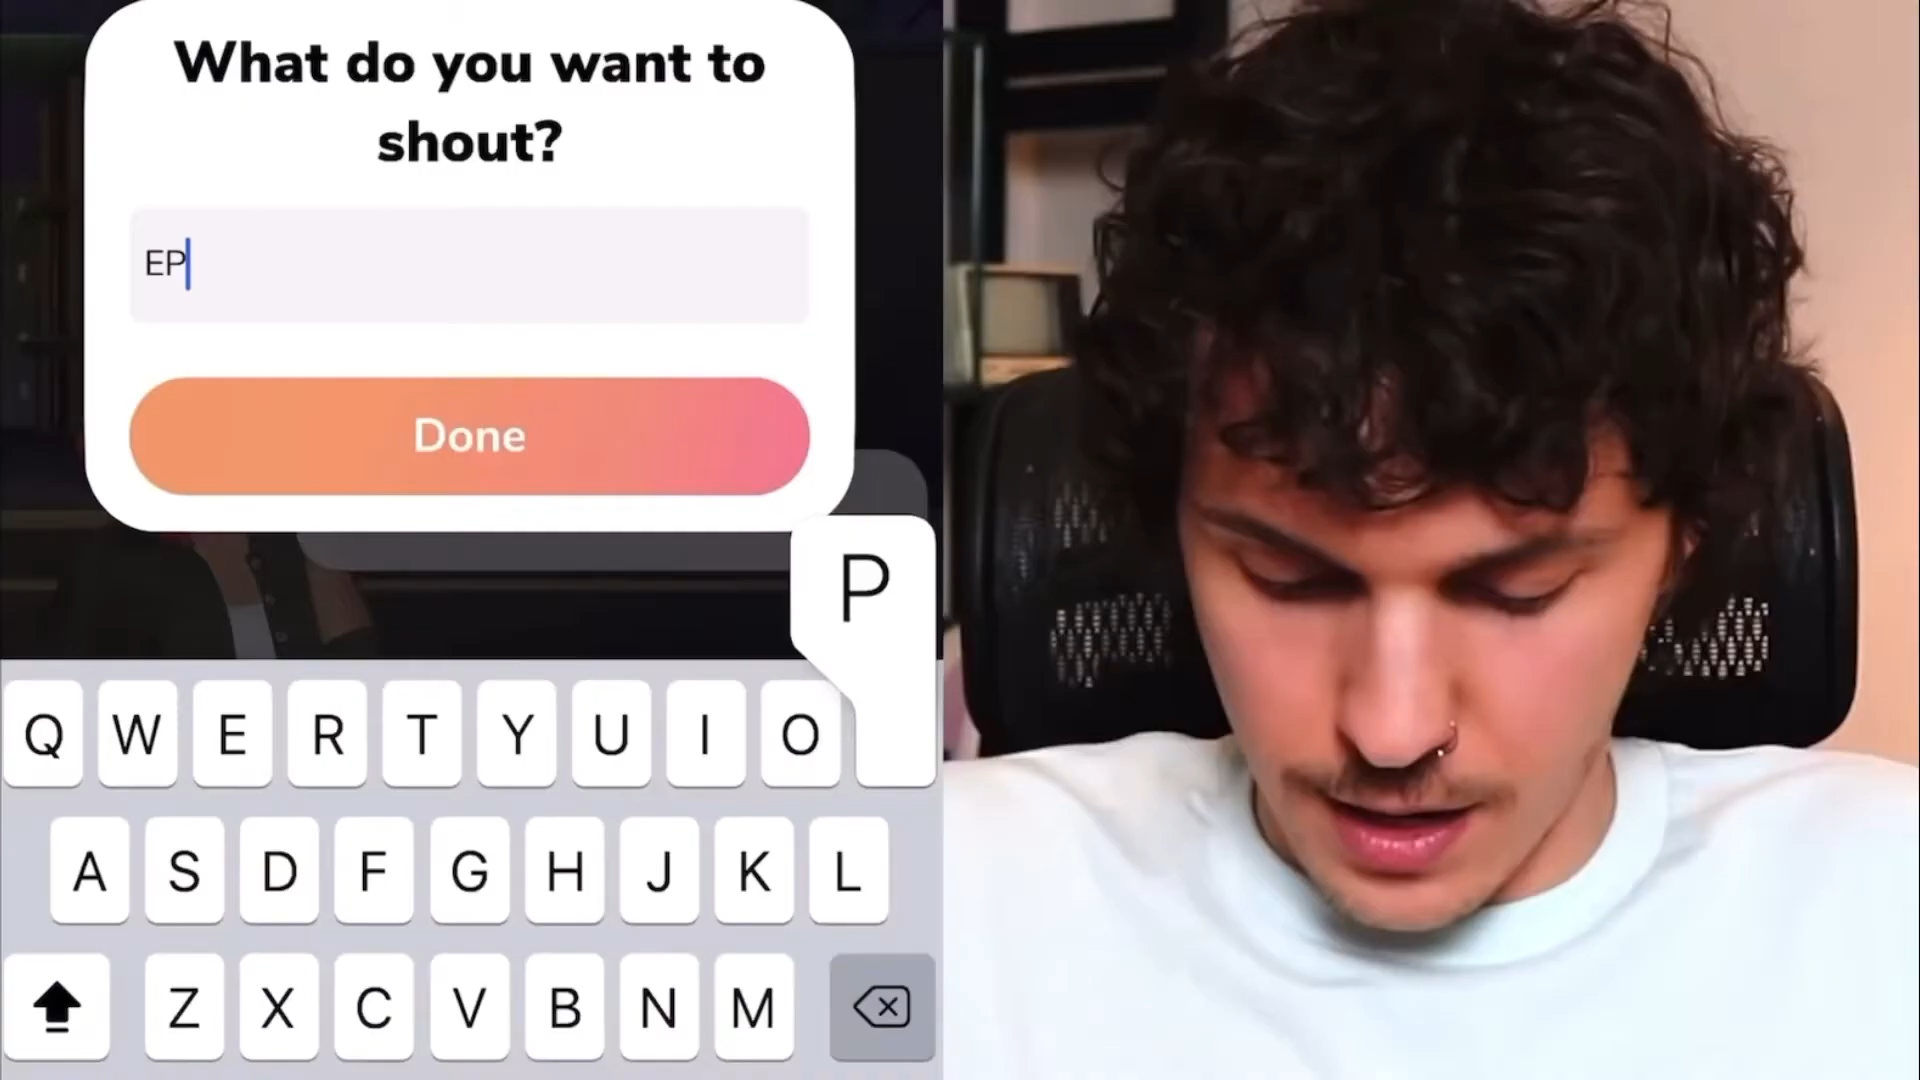 What do you want to
shout?
EP
Done
P
Q W E R T Y U I O
A S D F G H J K L
Z X C V B N M